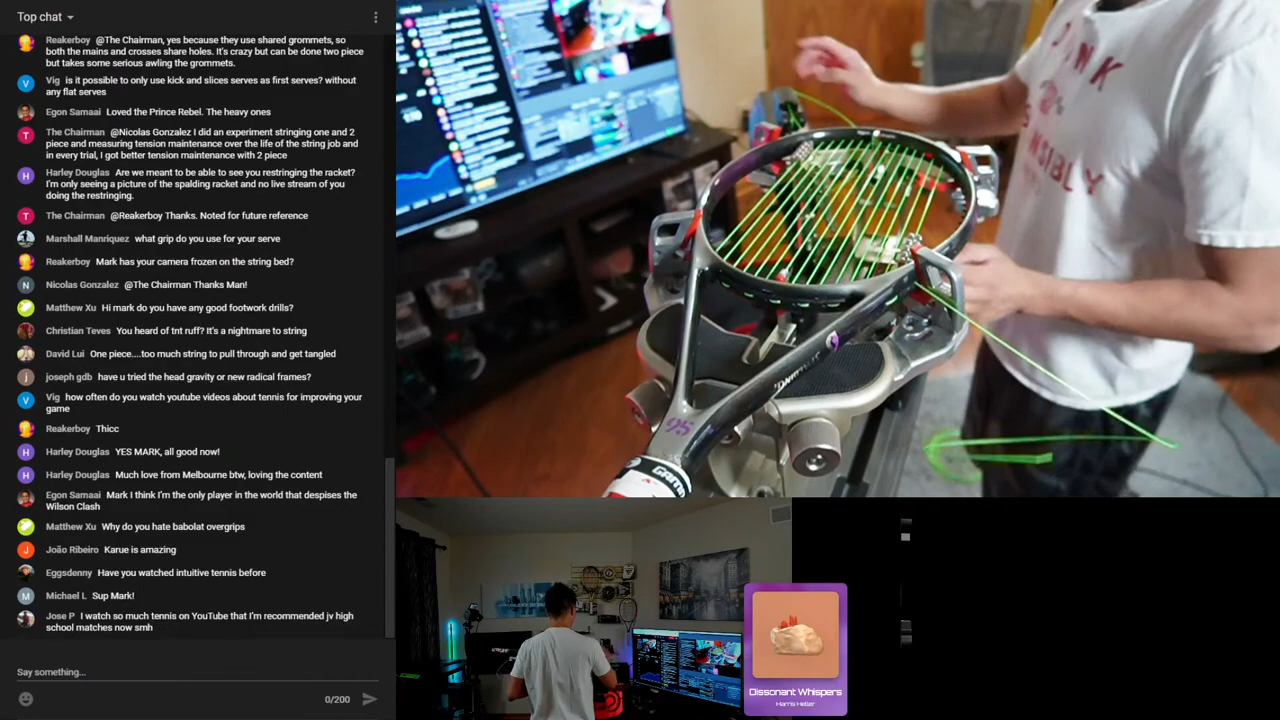 Top chat
Reakerboy @The Chairman, yes because they use shared grommets, so
both the mains and crosses share holes. It's crazy but can be done two piece
but takes some serious awling the grommets.
Vig is it possible to only use kick and slices serves as first serves? without
any flat serves
Egon Samaai Loved the Prince Rebel. The heavy ones
The Chairman @Nicolas Gonzalez I did an experiment stringing one and 2
piece and measuring tension maintenance over the life of the string job and
in every trial, I got better tension maintenance with 2 piece
Harley Douglas Are we meant to be able to see you restringing the racket?
I'm only seeing a picture of the spalding racket and no live stream of you
doing the restringing.
The Chairman @Reakerboy Thanks. Noted for future reference
Marshall Manriquez what grip do you use for your serve
Reakerboy Mark has your camera frozen on the string bed?
Nicolas Gonzalez @The Chairman Thanks Man!
Matthew Xu Hi mark do you have any good footwork drills?
Christian Teves You heard of tnt ruff? It's a nightmare to string
David Lui One piece....too much string to pull through and get tangled
joseph gdb have u tried the head gravity or new radical frames?
Vig how often do you watch youtube videos about tennis for improving your
game
Reakerboy Thicc
Harley Douglas YES MARK, all good now!
Harley Douglas Much love from Melbourne btw, loving the content
Egon Samaai Mark I think I'm the only player in the world that despises the
Wilson Clash
Matthew Xu Why do you hate babolat overgrips
João Ribeiro Karue is amazing
Eggsdenny Have you watched intuitive tennis before
Michael L Sup Mark!
Jose P I watch so much tennis on YouTube that I'm recommended jv high
school matches now smh
Say something...
0/200
95
Dissonant Whispers
Harris Heller